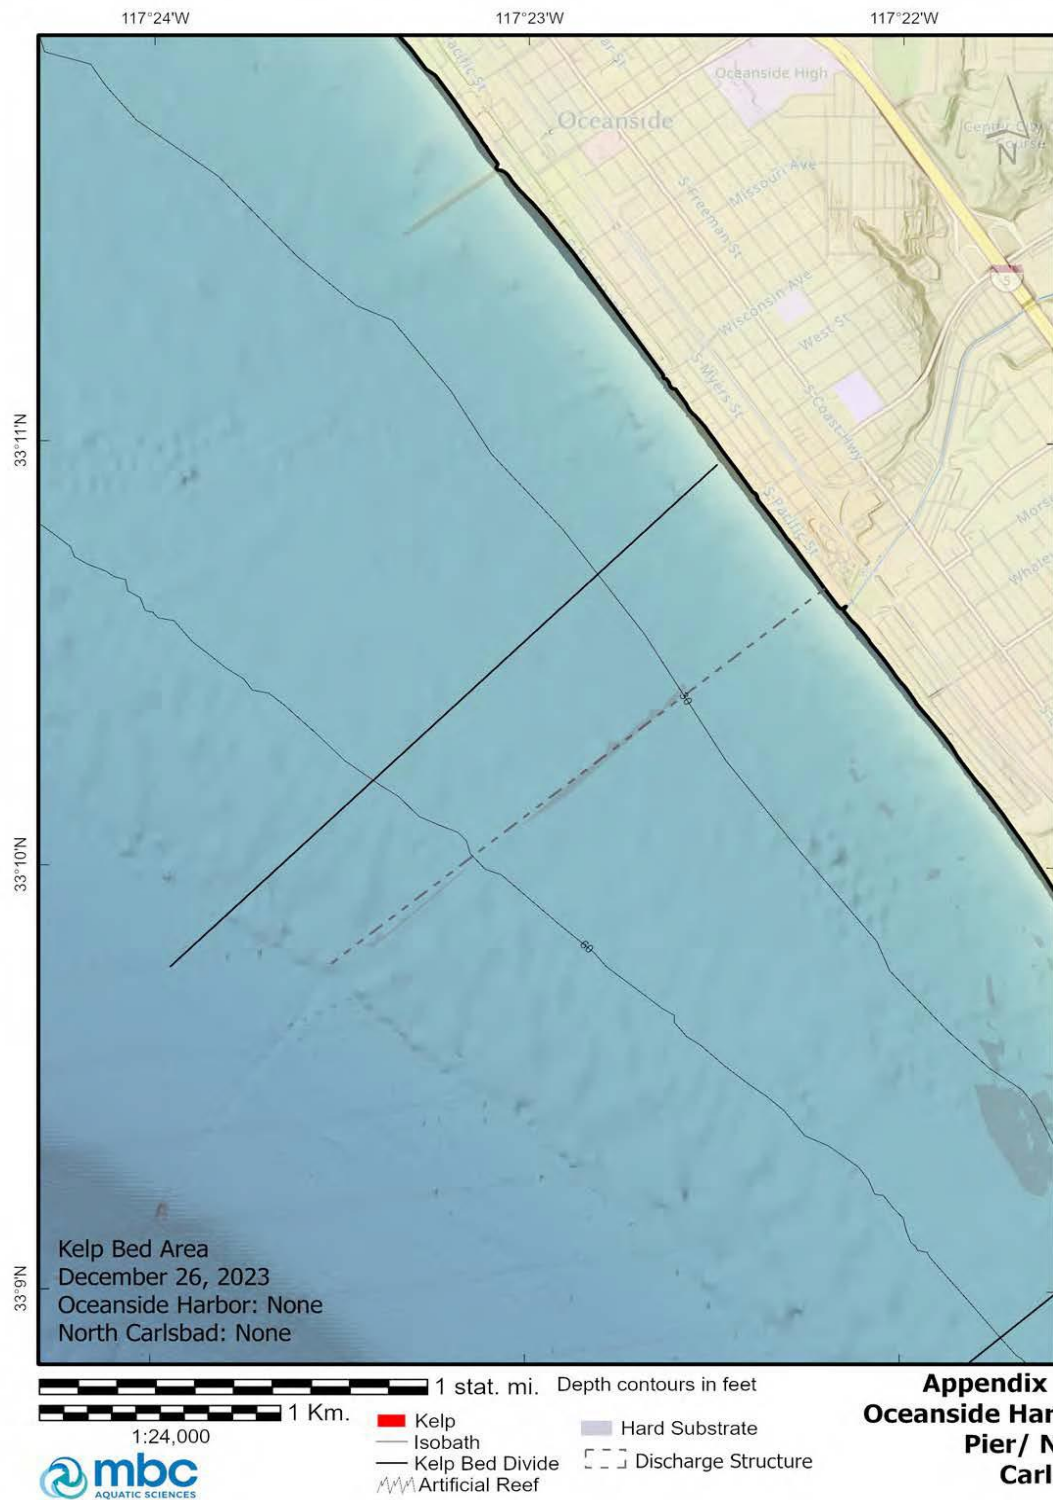 117°24'W
117°23'W
117°22'W
Oceanside High
Oceanside
N
Missouri Ave
S Freeman St
5
Wisconsin Ave
West St
S Myers St
S Coast Hwy
33°11'N
S Pacific St
30
33°10'N
60
33°9'N
Kelp Bed Area
December 26, 2023
Oceanside Harbor: None
North Carlsbad: None
1 stat. mi.
Depth contours in feet
1 Km.
1:24,000
Kelp
Isobath
Kelp Bed Divide
Artificial Reef
Hard Substrate
Discharge Structure
Appendix
Oceanside Har
Pier/ N
Carl
mbc
AQUATIC SCIENCES